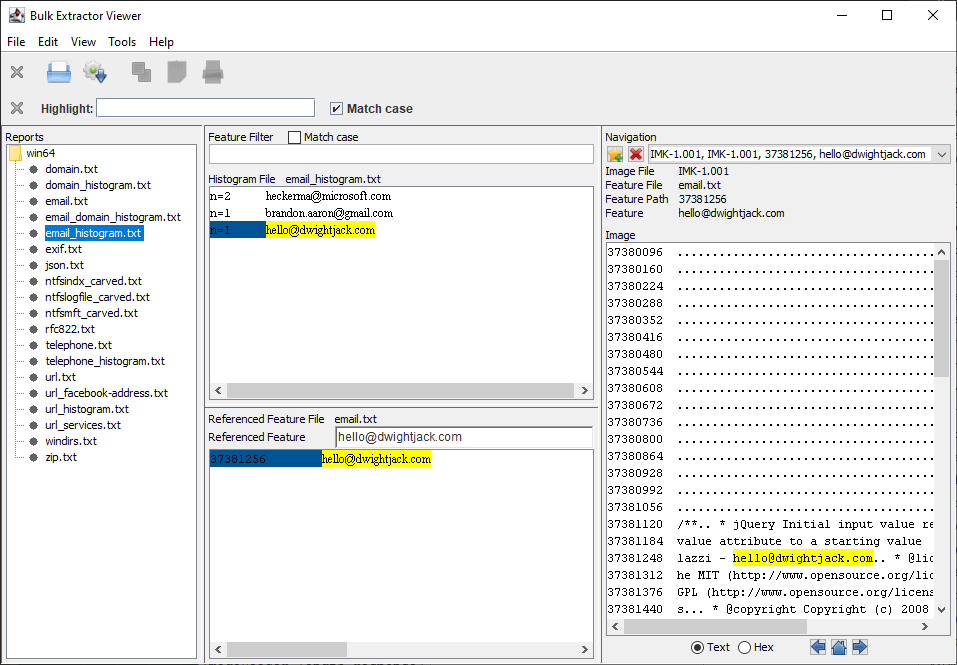 Bulk Extractor Viewer
File Edit View Tools Help
Highlight: Match case
Reports
win64
domain.txt
domain_histogram.txt
email.txt
email_domain_histogram.txt
email_histogram.txt
exif.txt
json.txt
ntfsindx_carved.txt
ntfslogfile_carved.txt
ntfsmft_carved.txt
rfc822.txt
telephone.txt
telephone_histogram.txt
url.txt
url_facebook-address.txt
url_histogram.txt
url_services.txt
windirs.txt
zip.txt
Feature Filter Match case
Histogram File email_histogram.txt
n=2 heckerma@microsoft.com
n=1 brandon.aaron@gmail.com
n=1 hello@dwightjack.com
Referenced Feature File email.txt
Referenced Feature hello@dwightjack.com
37381256 hello@dwightjack.com
Navigation
IMK-1.001, IMK-1.001, 37381256, hello@dwightjack.com
Image File IMK-1.001
Feature File email.txt
Feature Path 37381256
Feature hello@dwightjack.com
Image
37380096 ..................................
37380160 ..................................
37380224 ..................................
37380288 ..................................
37380352 ..................................
37380416 ..................................
37380480 ..................................
37380544 ..................................
37380608 ..................................
37380672 ..................................
37380736 ..................................
37380800 ..................................
37380864 ..................................
37380928 ..................................
37380992 ..................................
37381056 ..................................
37381120 /**.. * jQuery Initial input value re
37381184 value attribute to a starting value
37381248 lazzi - hello@dwightjack.com.. * @lic
37381312 he MIT (http://www.opensource.org/lic
37381376 GPL (http://www.opensource.org/licens
37381440 s... * @copyright Copyright (c) 2008
Text Hex